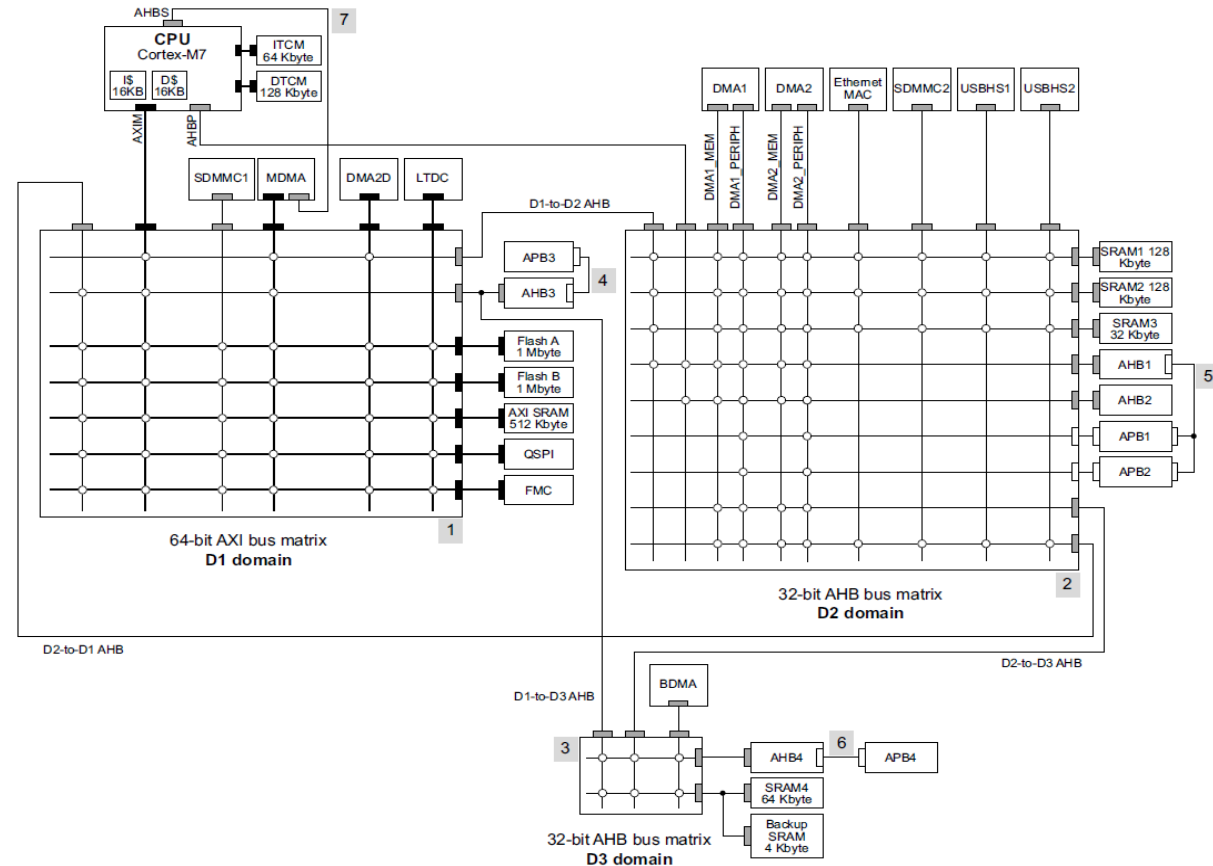 AHBS
7
CPU
Cortex-M7
I$
16KB
D$
16KB
ITCM
64 Kbyte
DTCM
128 Kbyte
AXIM
AHBP
SDMMC1
MDMA
DMA2D
LTDC
DMA1
DMA2
Ethernet
MAC
SDMMC2
USBHS1
USBHS2
DMA1_MEM
DMA1_PERIPH
DMA2_MEM
DMA2_PERIPH
D1-to-D2 AHB
APB3
4
AHB3
Flash A
1 Mbyte
Flash B
1 Mbyte
AXI SRAM
512 Kbyte
QSPI
FMC
1
64-bit AXI bus matrix
D1 domain
SRAM1 128
Kbyte
SRAM2 128
Kbyte
SRAM3
32 Kbyte
AHB1
5
AHB2
APB1
APB2
2
32-bit AHB bus matrix
D2 domain
D2-to-D1 AHB
D2-to-D3 AHB
D1-to-D3 AHB
BDMA
3
AHB4
6
APB4
SRAM4
64 Kbyte
Backup
SRAM
4 Kbyte
32-bit AHB bus matrix
D3 domain